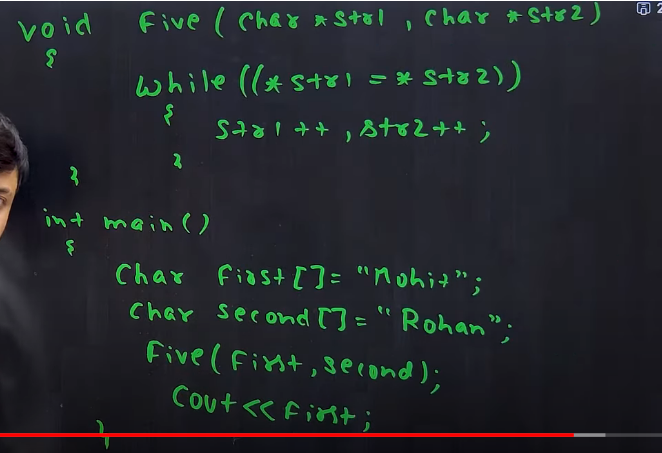 void Five ( char *str1 , char *str2 )
{
while ((*str1 = *str2))
{
str1++ , str2++ ;
}
}
int main()
{
Char First[]= "Mohit";
Char second[]= "Rohan";
Five( First, second);
Cout<<First;
}